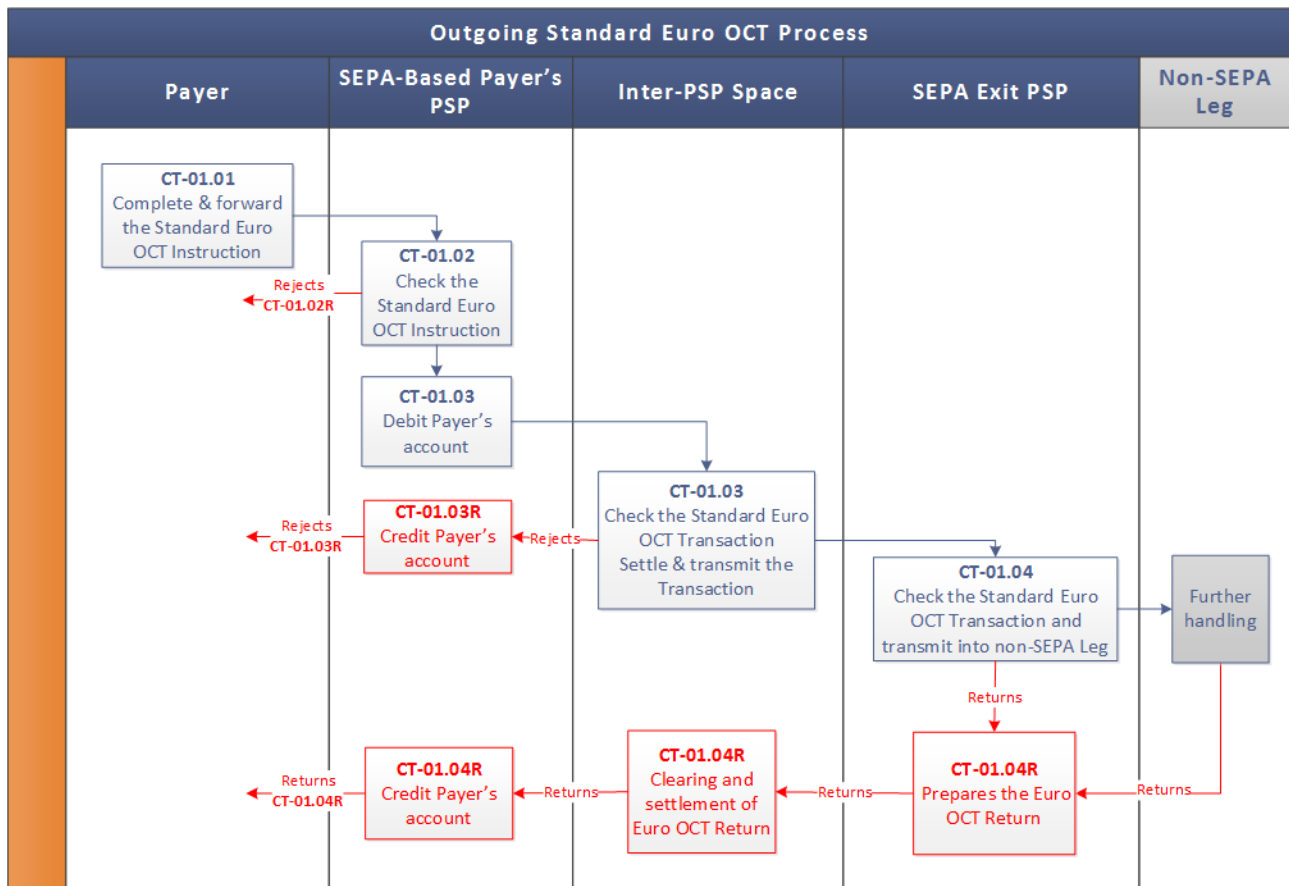 Outgoing Standard Euro OCT Process
Payer
SEPA-Based Payer's
PSP
Inter-PSP Space
SEPA Exit PSP
Non-SEPA
Leg
CT-01.01
Complete & forward
the Standard Euro
OCT Instruction
CT-01.02
Check the
Standard Euro
OCT Instruction
Rejects
CT-01.02R
CT-01.03
Debit Payer's
account
CT-01.03
Check the Standard Euro
OCT Transaction
Settle & transmit the
Transaction
Rejects
CT-01.03R
CT-01.03R
Credit Payer's
account
Rejects
CT-01.04
Check the Standard Euro
OCT Transaction and
transmit into non-SEPA Leg
Further
handling
Returns
Returns
CT-01.04R
CT-01.04R
Credit Payer's
account
Returns
CT-01.04R
Clearing and
settlement of
Euro OCT Return
Returns
CT-01.04R
Prepares the Euro
OCT Return
Returns